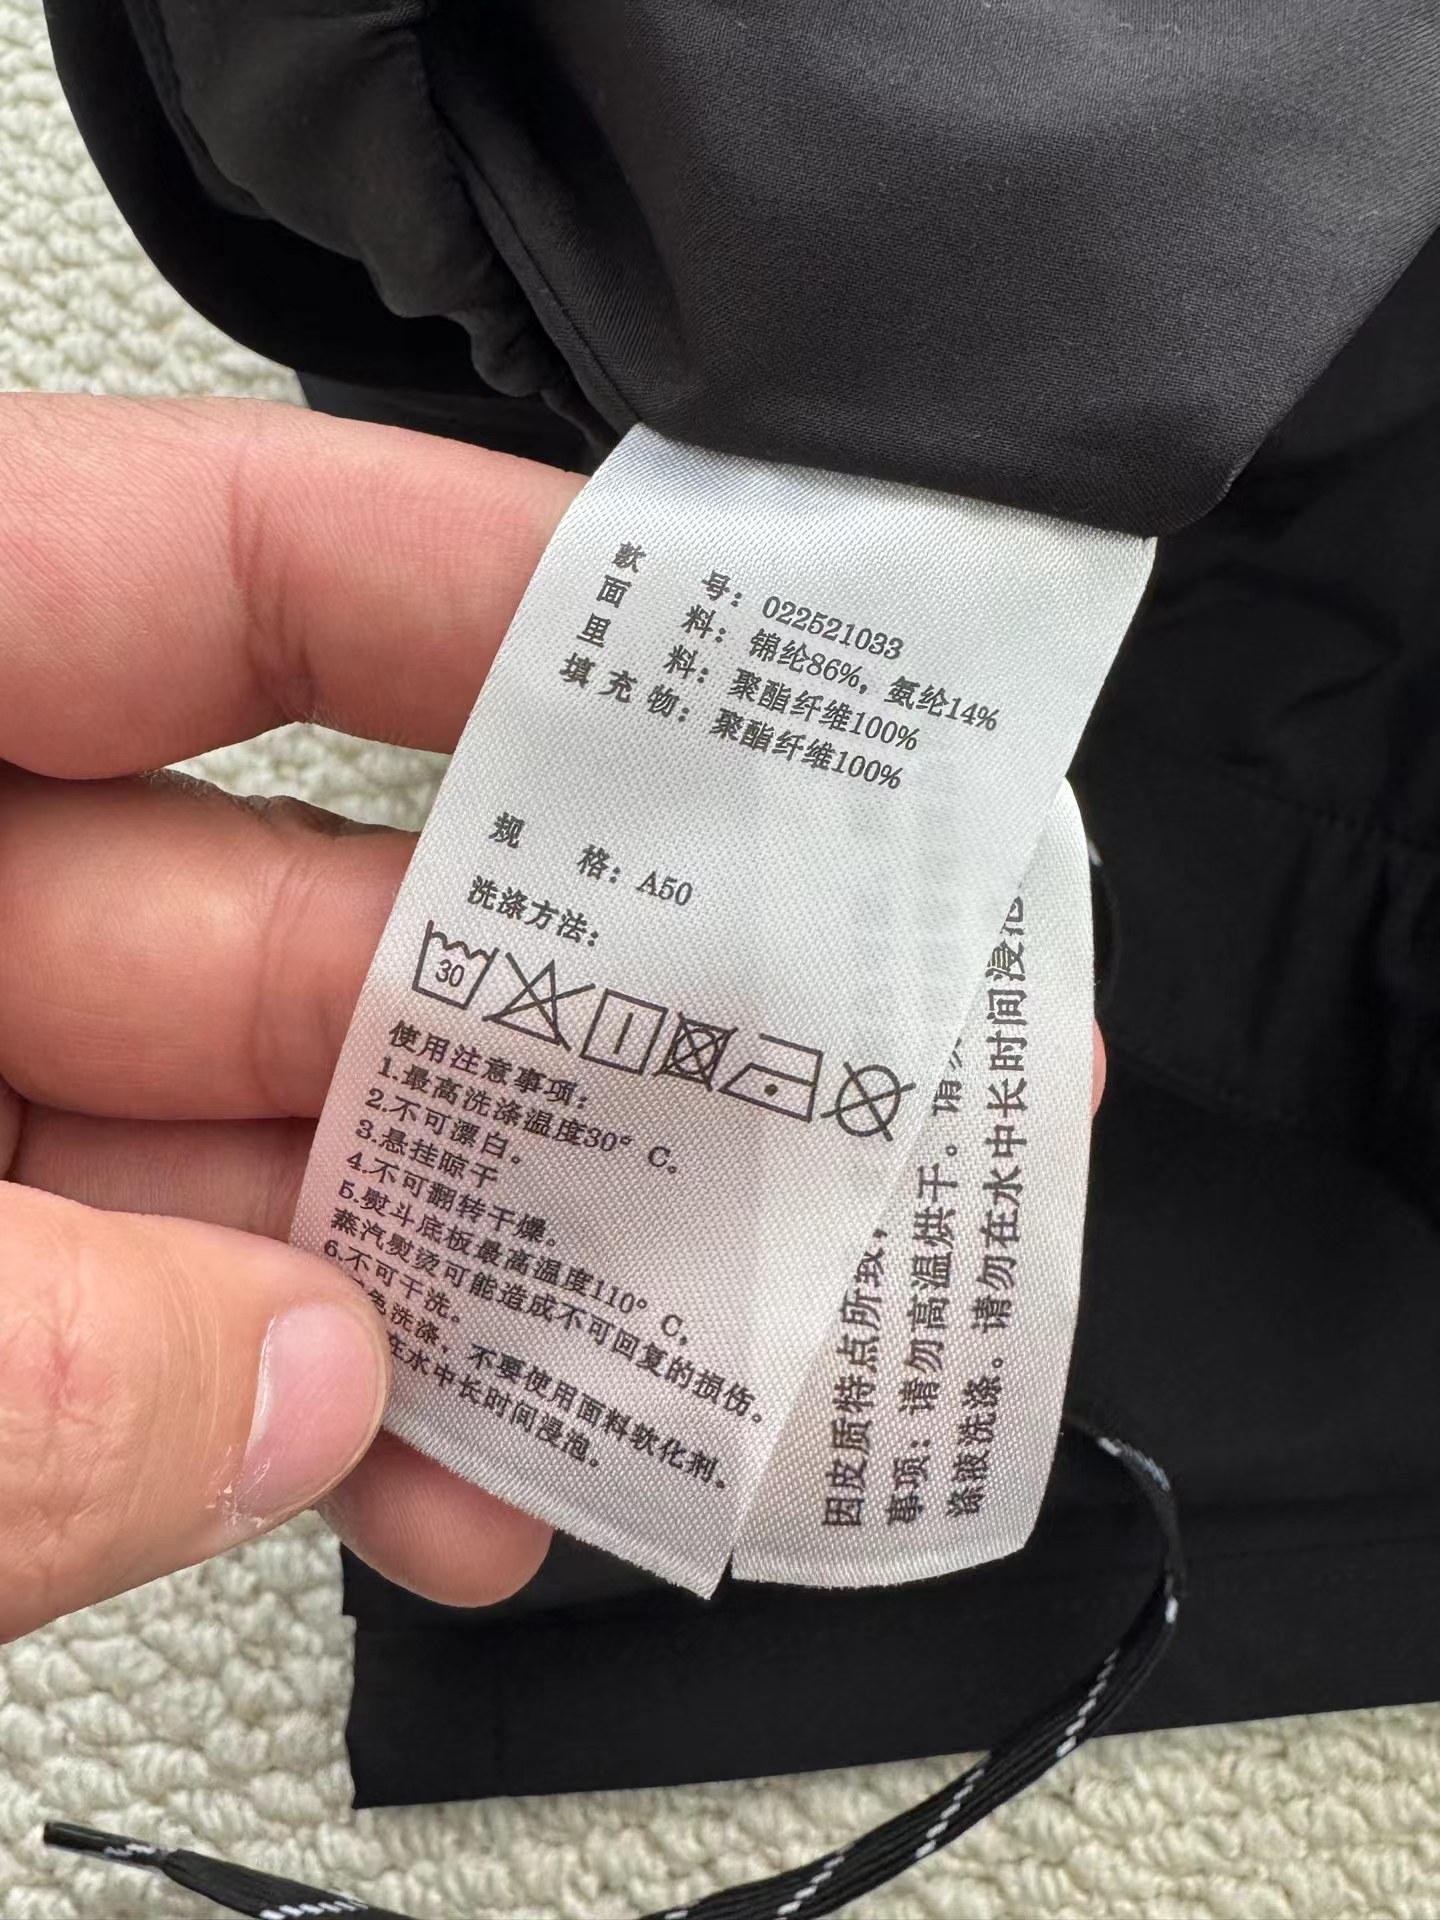 款 号：022521033
面 料：锦纶86%，氨纶14%
里 料：聚酯纤维100%
填 充 物：聚酯纤维100%
规 格：A50
洗涤方法：
30
使用注意事项：
1.最高洗涤温度30°C。
2.不可漂白。
3.悬挂晾干
4.不可翻转干燥。
5.熨斗底板最高温度110°C，
蒸汽熨烫可能造成不可回复的损伤。
6.不可干洗。
色洗涤，不要使用面料软化剂。
在水中长时间浸泡。
因皮质特点所致，
事项：请勿高温烘干。请勿
涤液洗涤。请勿在水中长时间浸泡